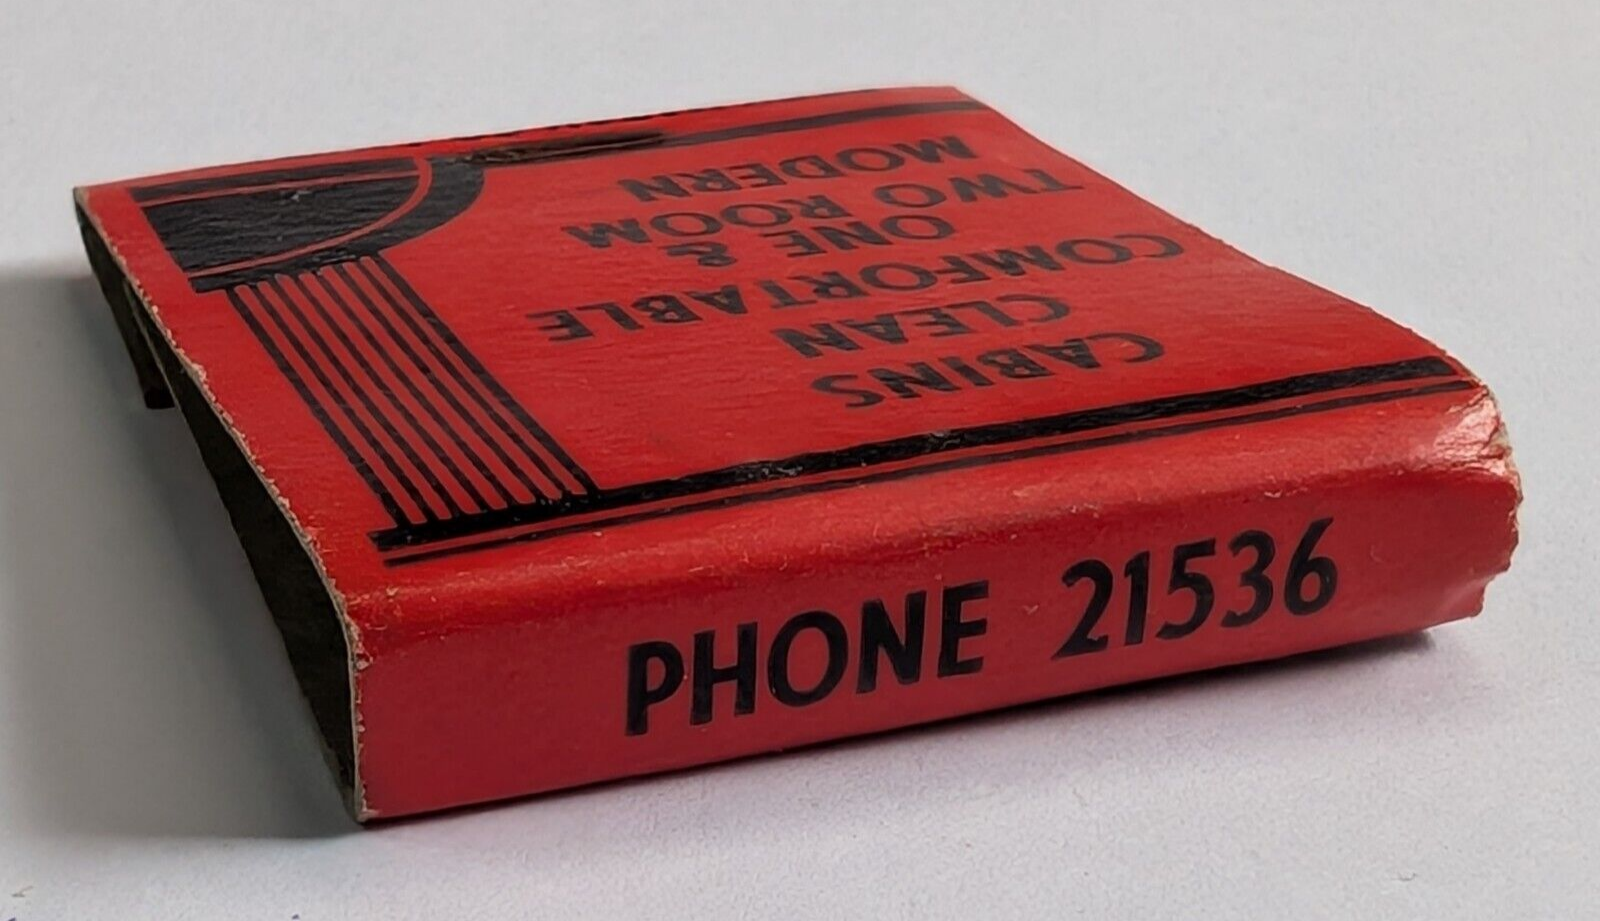 CABINS
CLEAN
COMFORTABLE
ONE &
TWO ROOM
MODERN
PHONE 21536